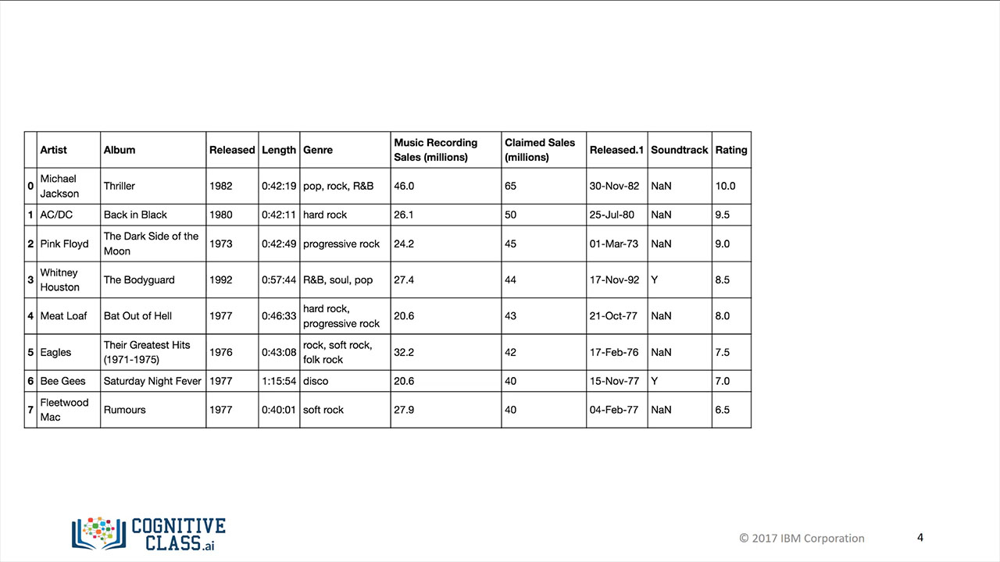 Artist Album Released Length Genre Music Recording Sales (millions) Claimed Sales (millions) Released.1 Soundtrack Rating
0 Michael Jackson Thriller 1982 0:42:19 pop, rock, R&B 46.0 65 30-Nov-82 NaN 10.0
1 AC/DC Back in Black 1980 0:42:11 hard rock 26.1 50 25-Jul-80 NaN 9.5
2 Pink Floyd The Dark Side of the Moon 1973 0:42:49 progressive rock 24.2 45 01-Mar-73 NaN 9.0
3 Whitney Houston The Bodyguard 1992 0:57:44 R&B, soul, pop 27.4 44 17-Nov-92 Y 8.5
4 Meat Loaf Bat Out of Hell 1977 0:46:33 hard rock, progressive rock 20.6 43 21-Oct-77 NaN 8.0
5 Eagles Their Greatest Hits (1971-1975) 1976 0:43:08 rock, soft rock, folk rock 32.2 42 17-Feb-76 NaN 7.5
6 Bee Gees Saturday Night Fever 1977 1:15:54 disco 20.6 40 15-Nov-77 Y 7.0
7 Fleetwood Mac Rumours 1977 0:40:01 soft rock 27.9 40 04-Feb-77 NaN 6.5
COGNITIVE
CLASS.ai
© 2017 IBM Corporation 4